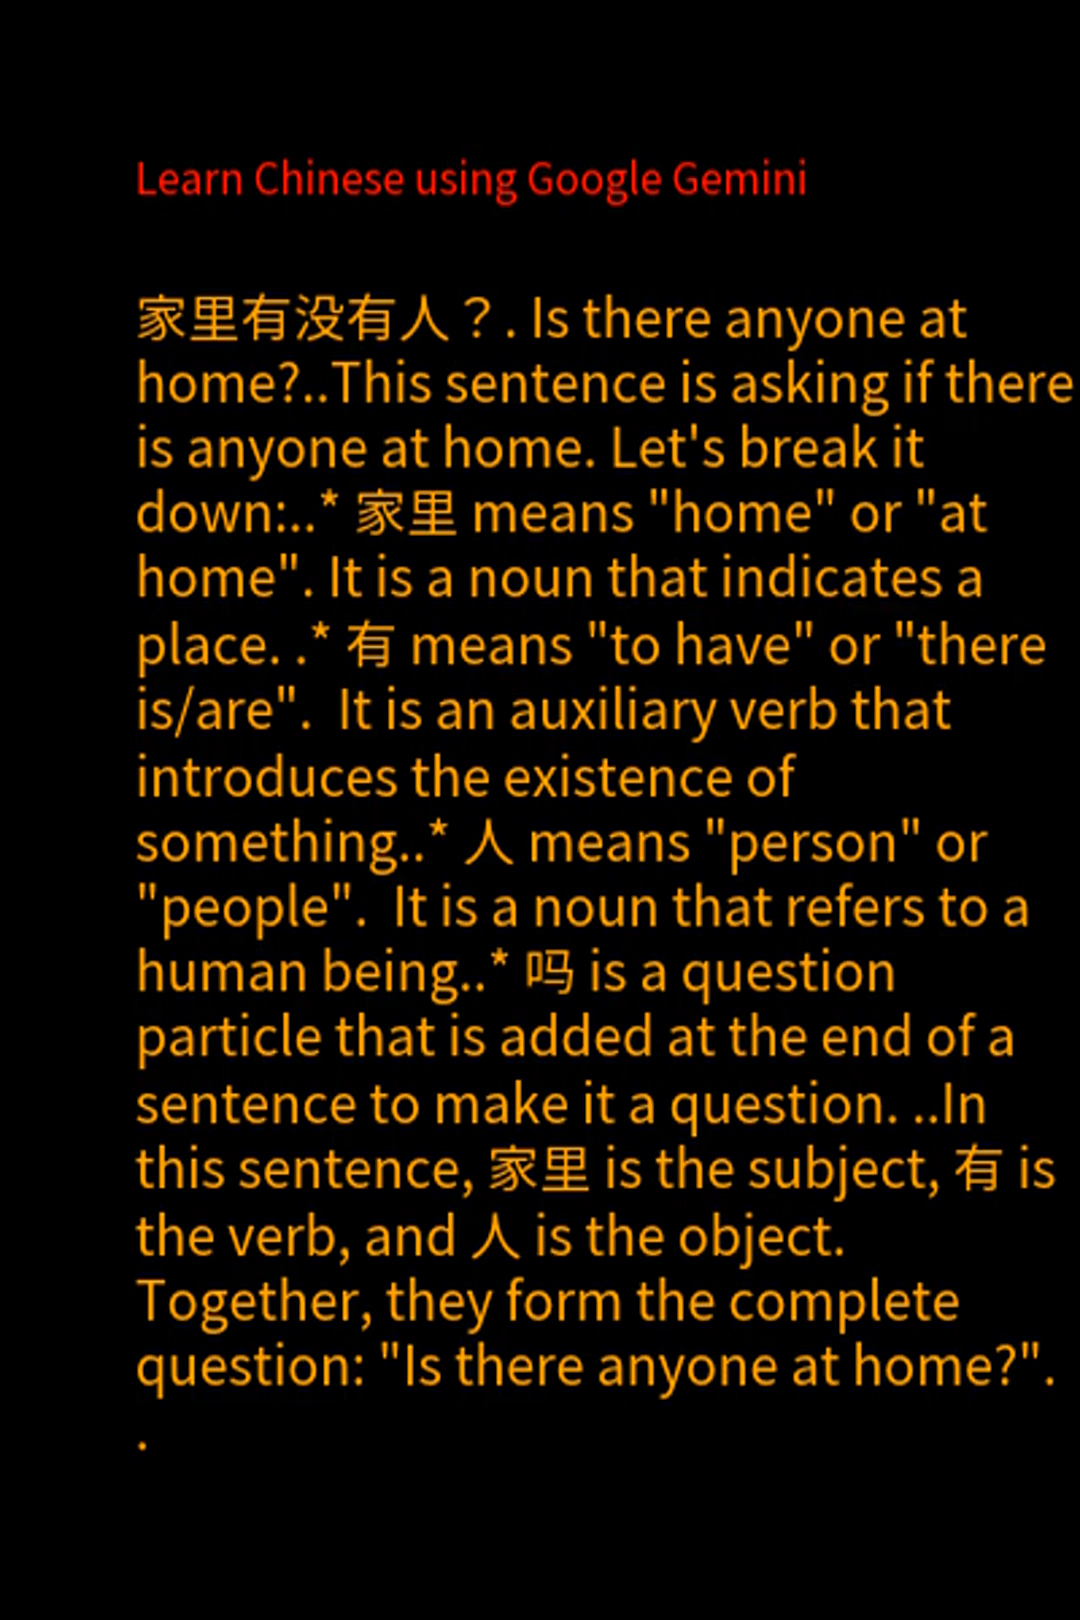 Learn Chinese using Google Gemini
家里有没有人？. Is there anyone at
home?..This sentence is asking if there
is anyone at home. Let's break it
down:..* 家里 means "home" or "at
home". It is a noun that indicates a
place. .* 有 means "to have" or "there
is/are".  It is an auxiliary verb that
introduces the existence of
something..* 人 means "person" or
"people".  It is a noun that refers to a
human being..* 吗 is a question
particle that is added at the end of a
sentence to make it a question. ..In
this sentence, 家里 is the subject, 有 is
the verb, and 人 is the object.
Together, they form the complete
question: "Is there anyone at home?".
.